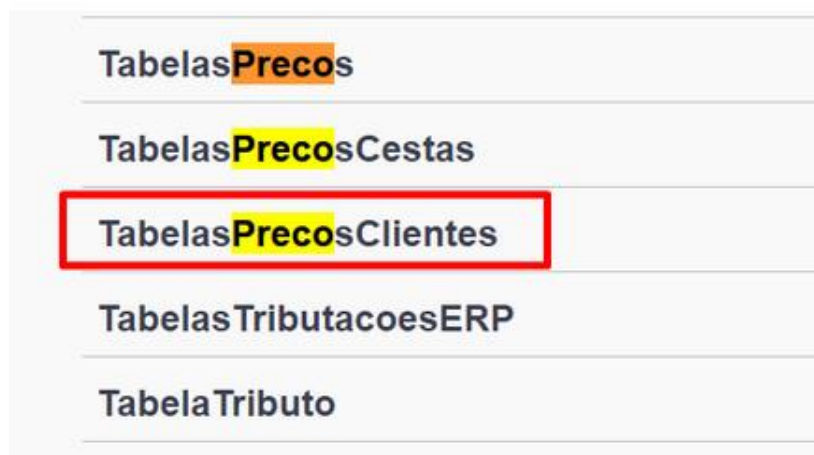 TabelasPrecos
TabelasPrecosCestas
TabelasPrecosClientes
TabelasTributacoesERP
TabelaTributo